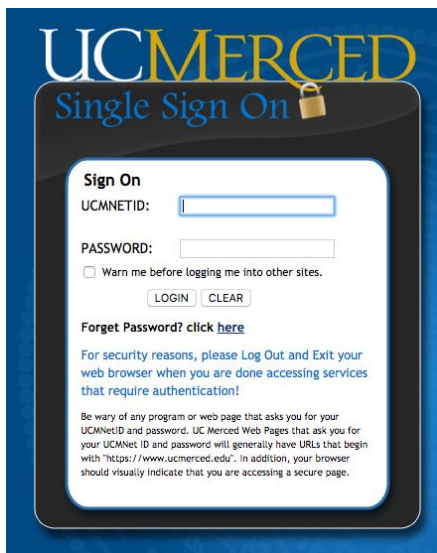 UCMERCED
Single Sign On
Sign On
UCMNETID:
PASSWORD:
Warn me before logging me into other sites.
LOGIN CLEAR
Forget Password? click here
For security reasons, please Log Out and Exit your
web browser when you are done accessing services
that require authentication!
Be wary of any program or web page that asks you for your
UCMNetID and password. UC Merced Web Pages that ask you for
your UCMNet ID and password will generally have URLs that begin
with "https://www.ucmerced.edu". In addition, your browser
should visually indicate that you are accessing a secure page.